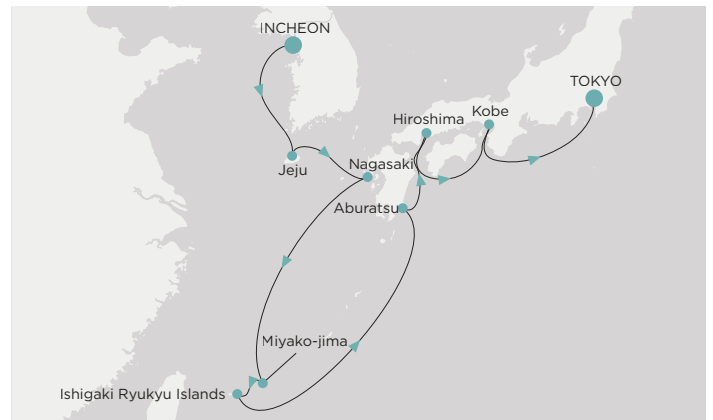 INCHEON
TOKYO
Kobe
Hiroshima
Nagasaki
Jeju
Aburatsu
Miyako-jima
Ishigaki Ryukyu Islands